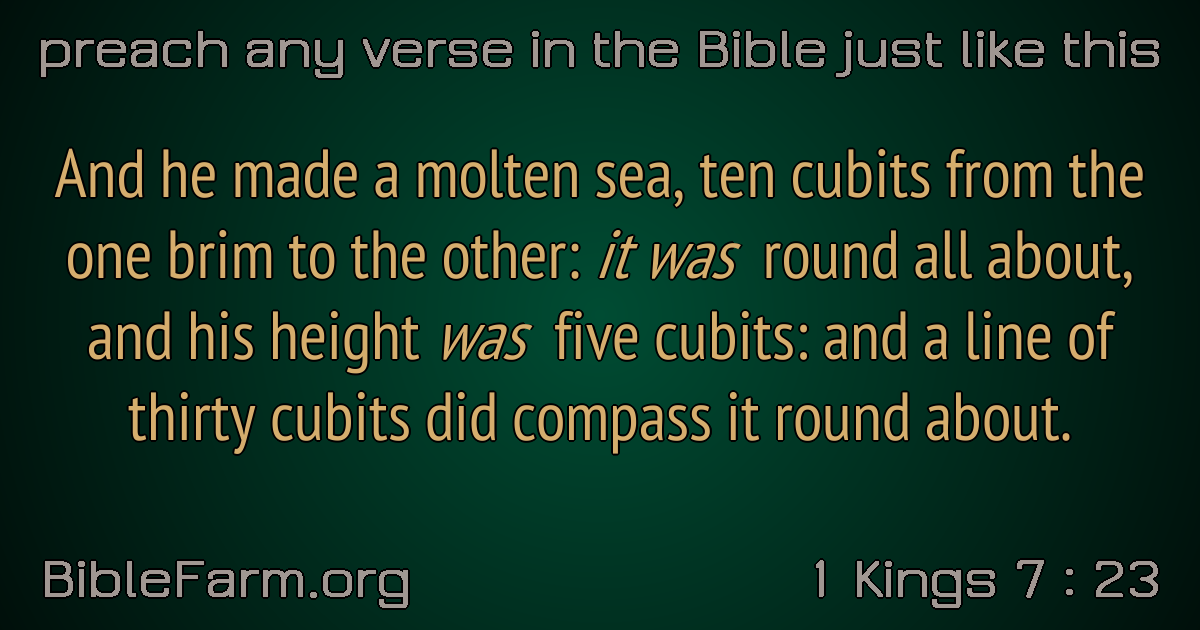 preach any verse in the Bible just like this
And he made a molten sea, ten cubits from the
one brim to the other: it was round all about,
and his height was five cubits: and a line of
thirty cubits did compass it round about.
BibleFarm.org
1 Kings 7 : 23